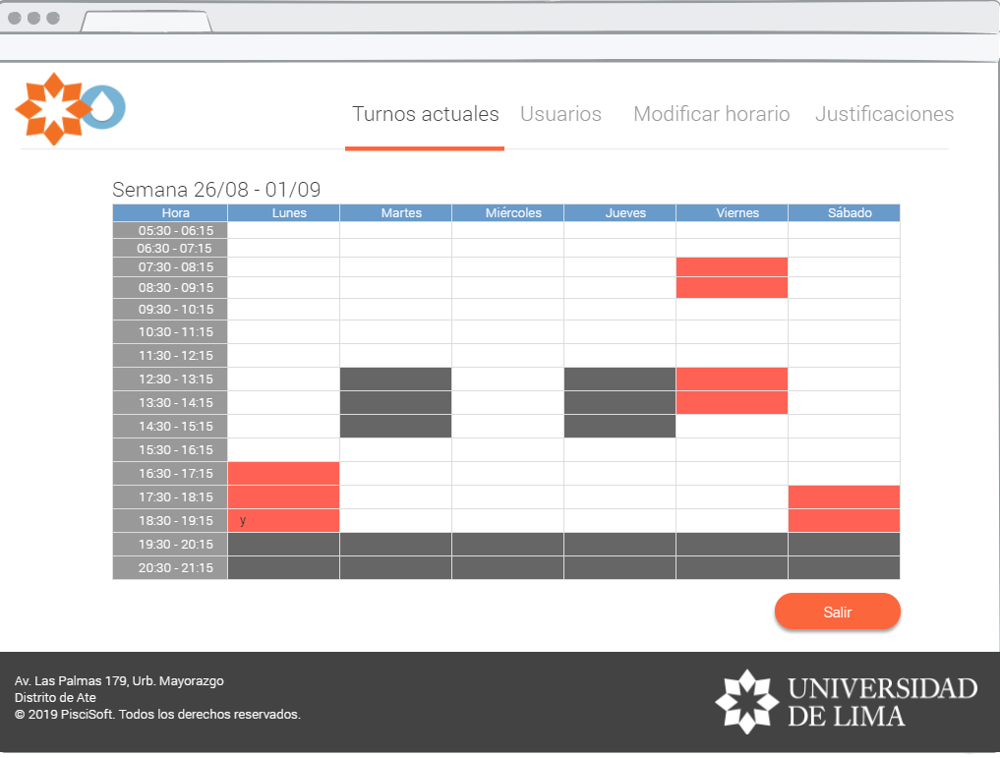 Turnos actuales Usuarios Modificar horario Justificaciones
Semana 26/08 - 01/09
Hora Lunes Martes Miércoles Jueves Viernes Sábado
05:30 - 06:15
06:30 - 07:15
07:30 - 08:15
08:30 - 09:15
09:30 - 10:15
10:30 - 11:15
11:30 - 12:15
12:30 - 13:15
13:30 - 14:15
14:30 - 15:15
15:30 - 16:15
16:30 - 17:15
17:30 - 18:15
18:30 - 19:15 y
19:30 - 20:15
20:30 - 21:15
Salir
Av. Las Palmas 179, Urb. Mayorazgo
Distrito de Ate
© 2019 PisciSoft. Todos los derechos reservados.
UNIVERSIDAD
DE LIMA